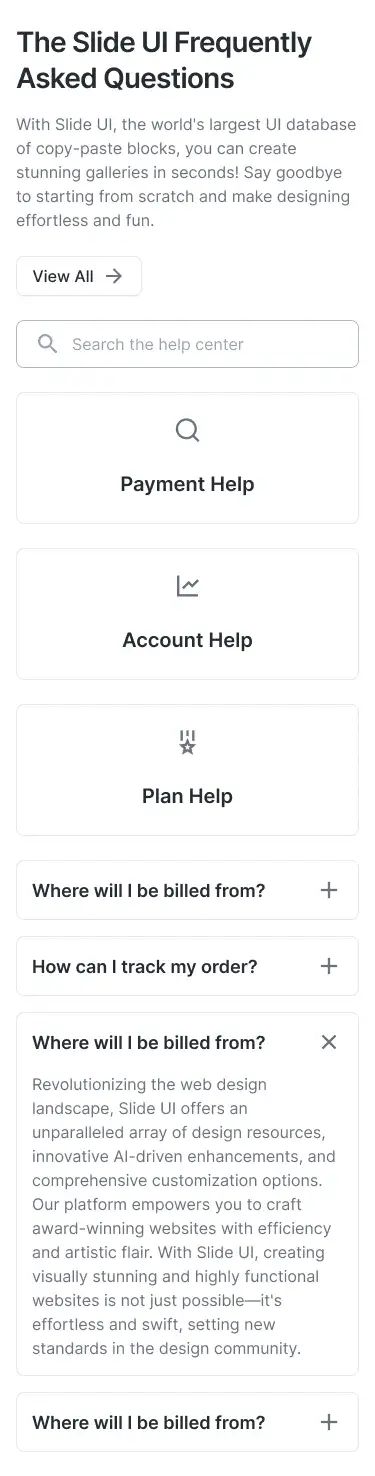 The Slide UI Frequently
Asked Questions
With Slide UI, the world's largest UI database
of copy-paste blocks, you can create
stunning galleries in seconds! Say goodbye
to starting from scratch and make designing
effortless and fun.
View All
Search the help center
Payment Help
Account Help
Plan Help
Where will I be billed from?
How can I track my order?
Where will I be billed from?
Revolutionizing the web design
landscape, Slide UI offers an
unparalleled array of design resources,
innovative AI-driven enhancements, and
comprehensive customization options.
Our platform empowers you to craft
award-winning websites with efficiency
and artistic flair. With Slide UI, creating
visually stunning and highly functional
websites is not just possible—it's
effortless and swift, setting new
standards in the design community.
Where will I be billed from?